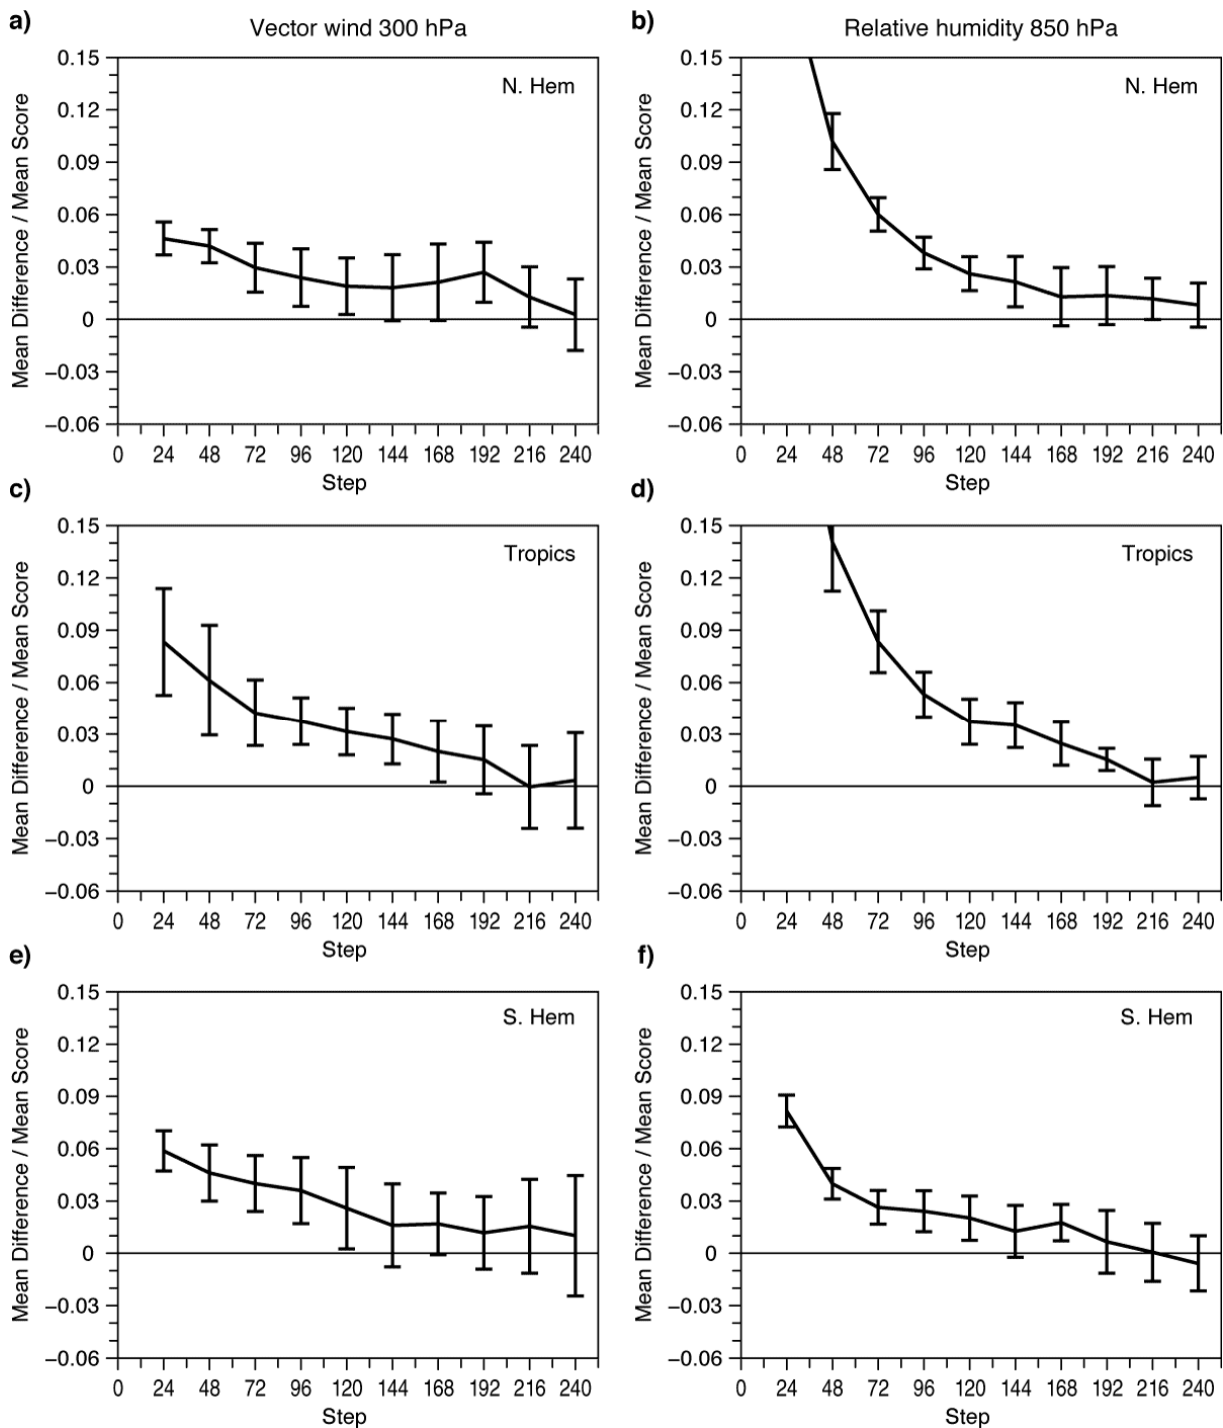 a) Vector wind 300 hPa
N. Hem
Mean Difference / Mean Score
0.15
0.12
0.09
0.06
0.03
0
−0.03
−0.06
0 24 48 72 96 120 144 168 192 216 240
Step
b) Relative humidity 850 hPa
N. Hem
Mean Difference / Mean Score
0.15
0.12
0.09
0.06
0.03
0
−0.03
−0.06
0 24 48 72 96 120 144 168 192 216 240
Step
c)
Tropics
Mean Difference / Mean Score
0.15
0.12
0.09
0.06
0.03
0
−0.03
−0.06
0 24 48 72 96 120 144 168 192 216 240
Step
d)
Tropics
Mean Difference / Mean Score
0.15
0.12
0.09
0.06
0.03
0
−0.03
−0.06
0 24 48 72 96 120 144 168 192 216 240
Step
e)
S. Hem
Mean Difference / Mean Score
0.15
0.12
0.09
0.06
0.03
0
−0.03
−0.06
0 24 48 72 96 120 144 168 192 216 240
Step
f)
S. Hem
Mean Difference / Mean Score
0.15
0.12
0.09
0.06
0.03
0
−0.03
−0.06
0 24 48 72 96 120 144 168 192 216 240
Step